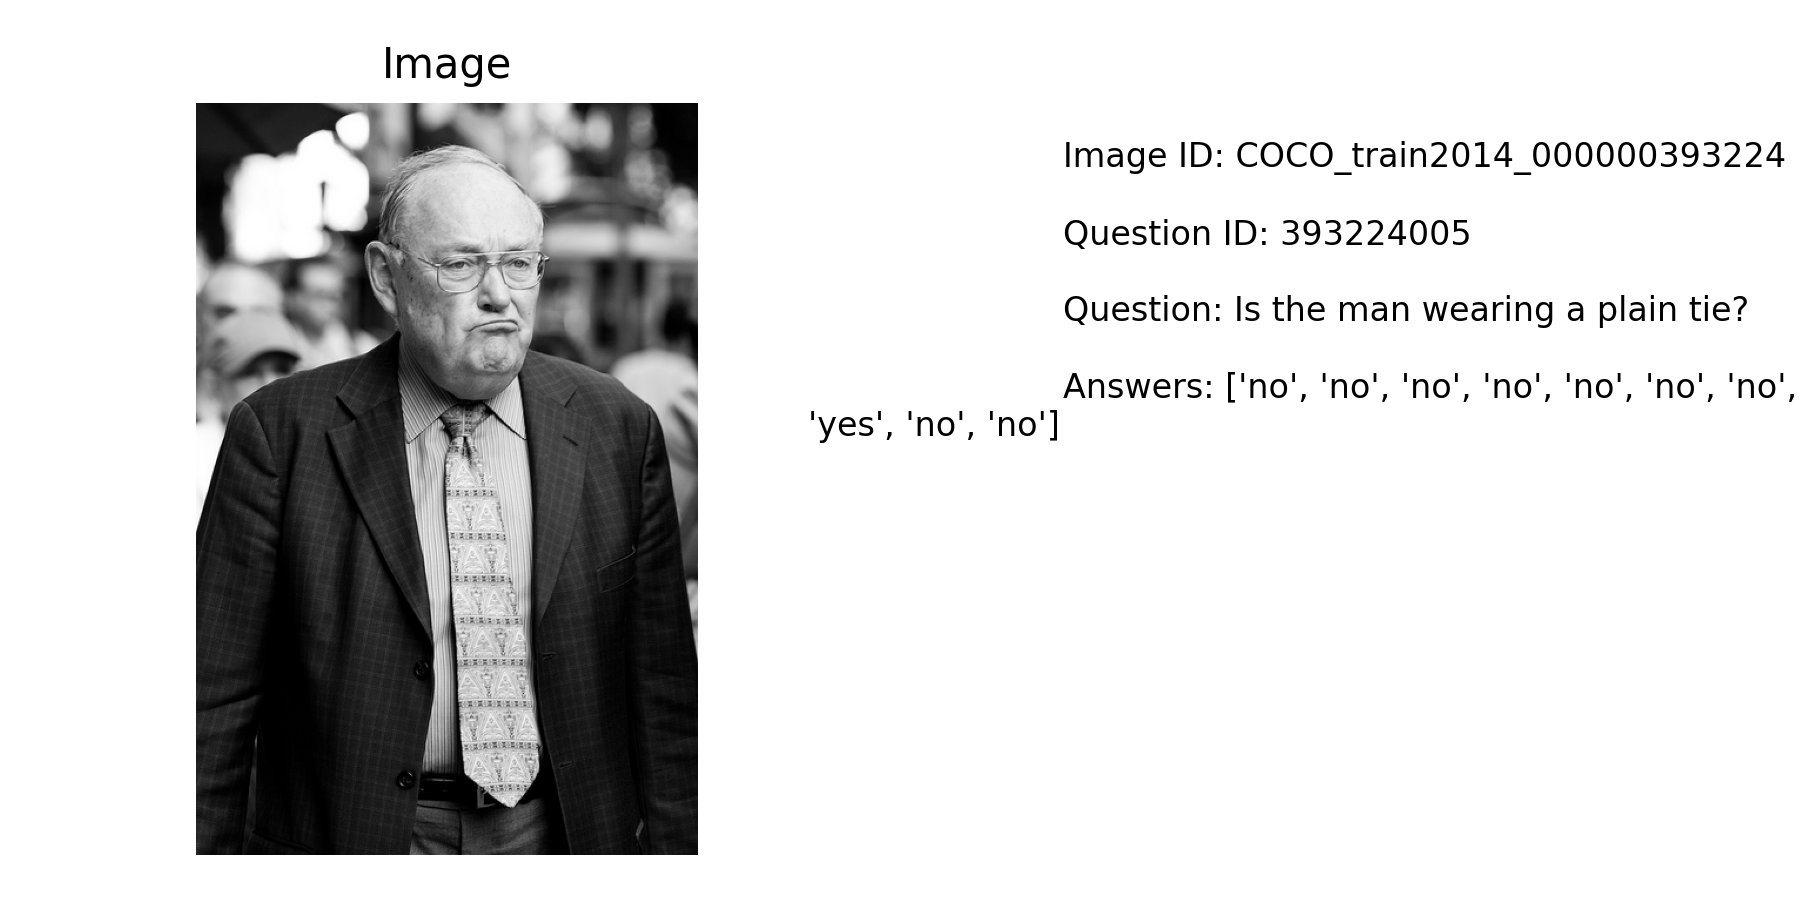 Image
Image ID: COCO_train2014_000000393224
Question ID: 393224005
Question: Is the man wearing a plain tie?
Answers: ['no', 'no', 'no', 'no', 'no', 'no', 'no',
'yes', 'no', 'no']